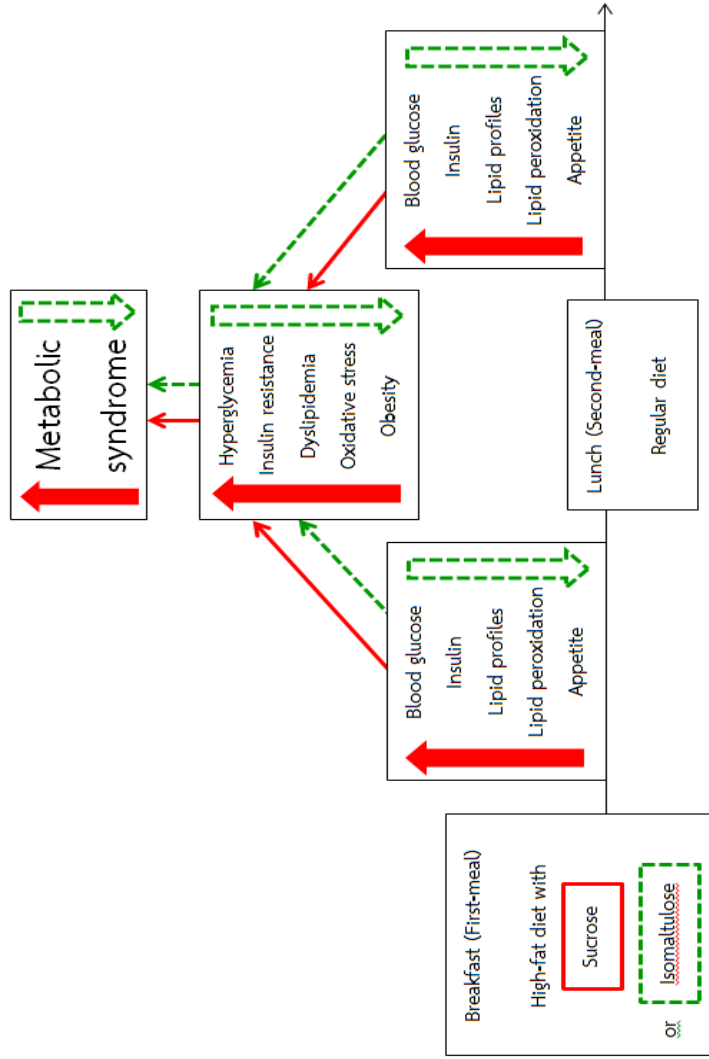 Metabolic
syndrome
Hyperglycemia
Insulin resistance
Dyslipidemia
Oxidative stress
Obesity
Blood glucose
Insulin
Lipid profiles
Lipid peroxidation
Appetite
Blood glucose
Insulin
Lipid profiles
Lipid peroxidation
Appetite
Breakfast (First-meal)
High-fat diet with
Sucrose
or Isomaltulose
Lunch (Second-meal)
Regular diet